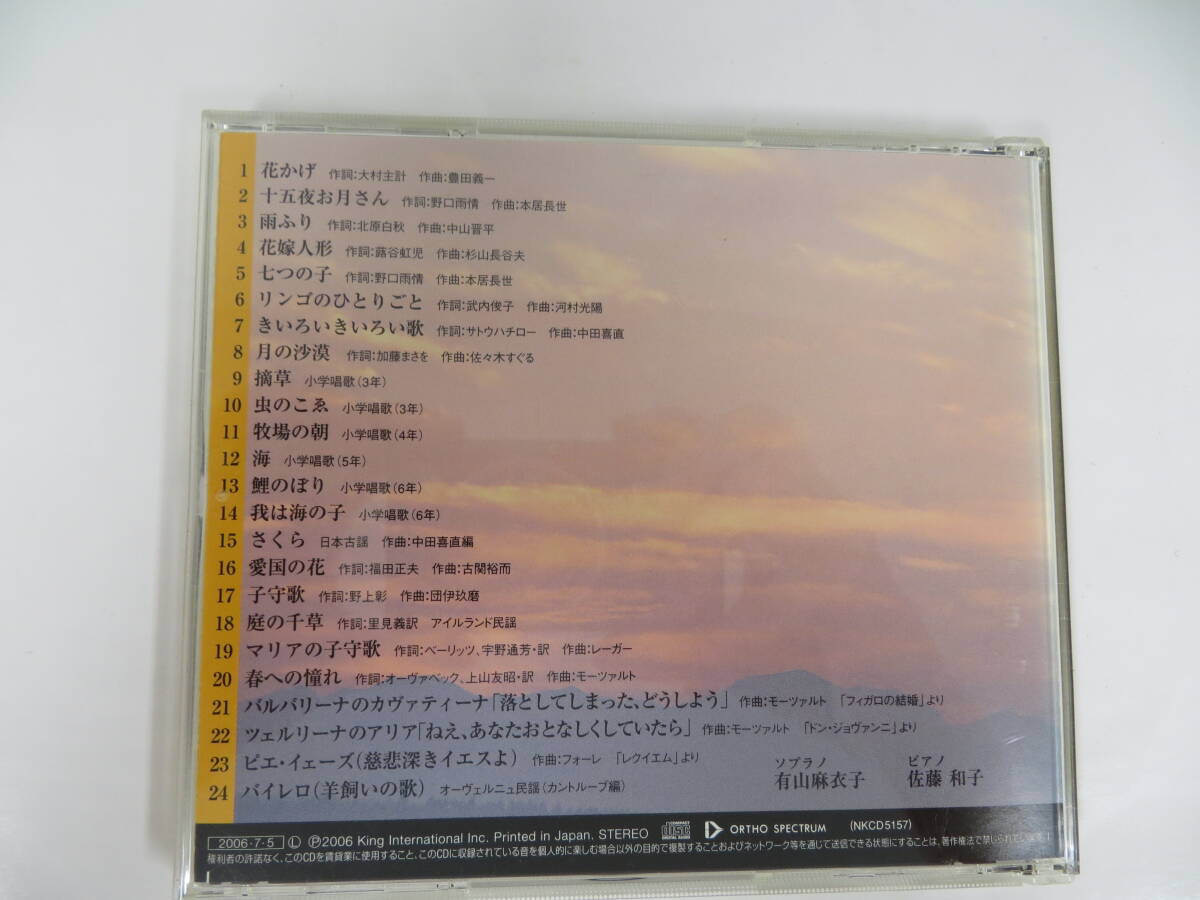 1 花かげ 作詞:大村主計 作曲:豊田義一
2 十五夜お月さん 作詞:野口雨情 作曲:本居長世
3 雨ふり 作詞:北原白秋 作曲:中山晋平
4 花嫁人形 作詞:蕗谷虹児 作曲:杉山長谷夫
5 七つの子 作詞:野口雨情 作曲:本居長世
6 リンゴのひとりごと 作詞:武内俊子 作曲:河村光陽
7 きいろいきいろい歌 作詞:サトウハチロー 作曲:中田喜直
8 月の沙漠 作詞:加藤まさを 作曲:佐々木すぐる
9 摘草 小学唱歌(3年)
10 虫のこゑ 小学唱歌(3年)
11 牧場の朝 小学唱歌(4年)
12 海 小学唱歌(5年)
13 鯉のぼり 小学唱歌(6年)
14 我は海の子 小学唱歌(6年)
15 さくら 日本古謡 作曲:中田喜直編
16 愛国の花 作詞:福田正夫 作曲:古関裕而
17 子守歌 作詞:野上彰 作曲:団伊玖磨
18 庭の千草 作詞:里見義訳 アイルランド民謡
19 マリアの子守歌 作詞:ベーリッツ、宇野通芳・訳 作曲:レーガー
20 春への憧れ 作詞:オーヴァベック、上山友昭・訳 作曲:モーツァルト
21 バルバリーナのカヴァティーナ「落としてしまった、どうしよう」 作曲:モーツァルト 「フィガロの結婚」より
22 ツェルリーナのアリア「ねえ、あなたおとなしくしていたら」 作曲:モーツァルト 「ドン・ジョヴァンニ」より
23 ピエ・イェーズ(慈悲深きイエスよ) 作曲:フォーレ 「レクイエム」より
24 バイレロ(羊飼いの歌) オーヴェルニュ民謡(カントルーブ編)
ソプラノ 有山麻衣子
ピアノ 佐藤 和子
2006・7・5 Ⓛ ℗2006 King International Inc. Printed in Japan. STEREO COMPACT disc DIGITAL AUDIO ORTHO SPECTRUM (NKCD5157)
権利者の許諾なく、このCDを賃貸業に使用すること、このCDに収録されている音を個人的に楽しむ場合以外の目的で複製することおよびネットワーク等を通じて送信できる状態にすることは、著作権法で禁じられています。